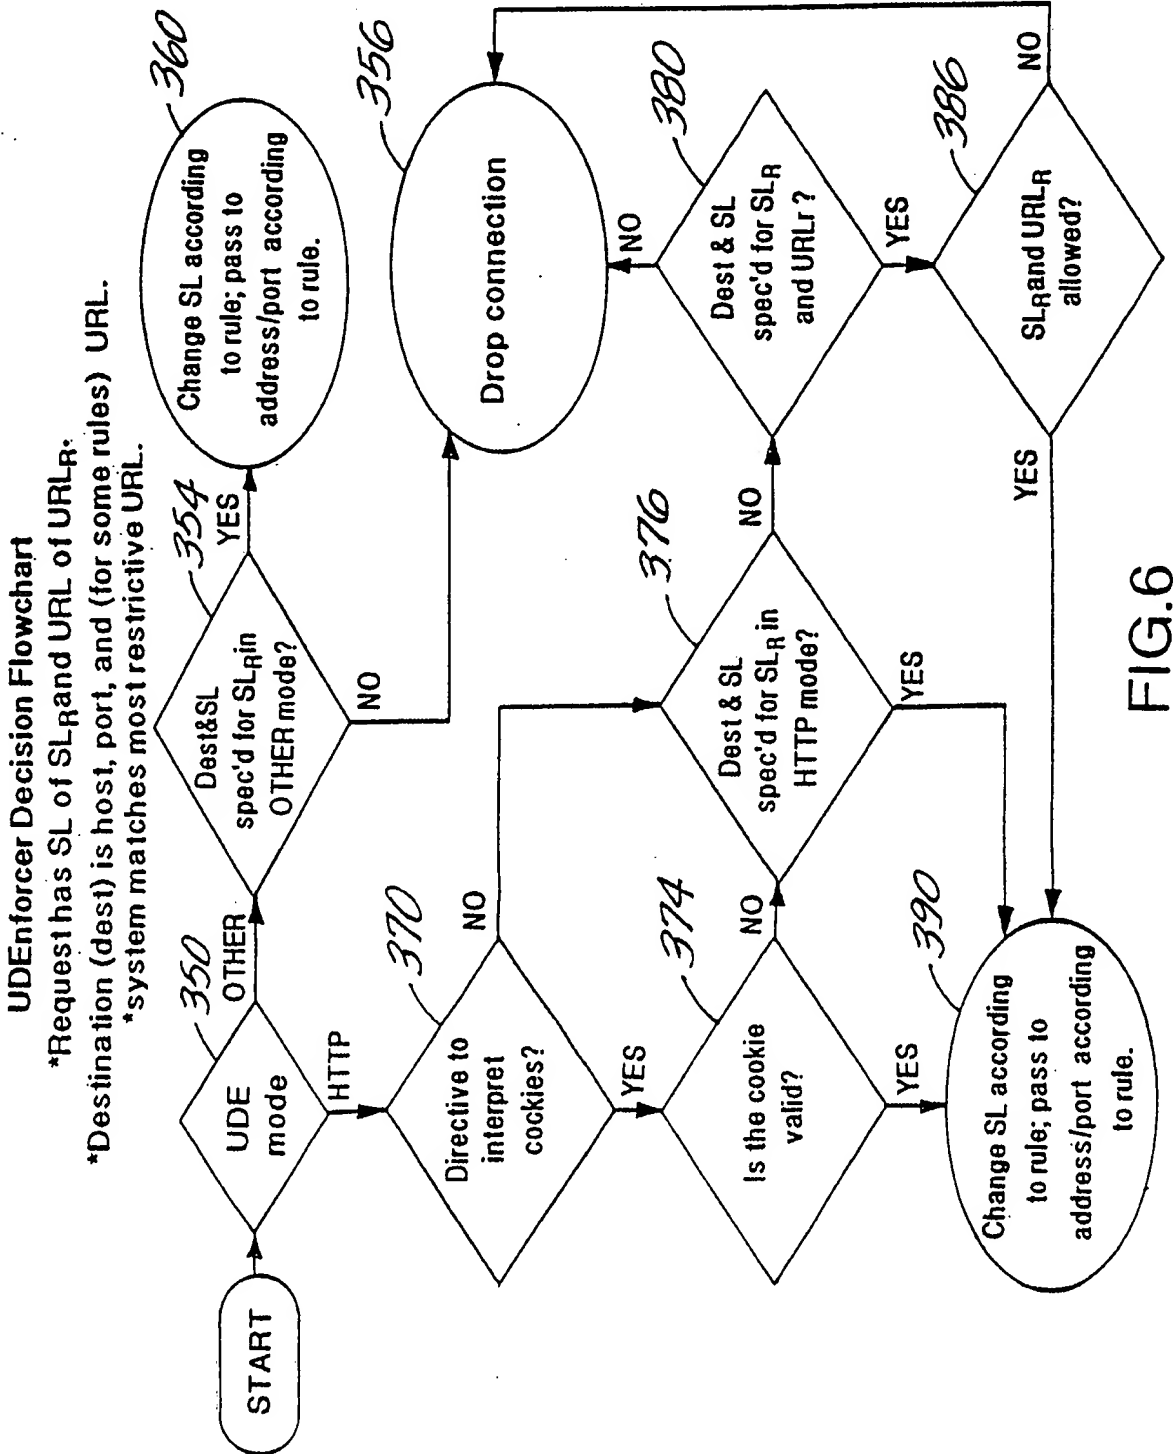 UDEnforcer Decision Flowchart
*Request has SL of SLR and URL of URLR.
*Destination (dest) is host, port, and (for some rules) URL.
*system matches most restrictive URL.
START
350
UDE
mode
OTHER
HTTP
354
Dest&SL
spec'd for SLR in
OTHER mode?
YES
NO
360
Change SL according
to rule; pass to
address/port according
to rule.
356
Drop connection
370
Directive to
interpret
cockies?
NO
YES
374
Is the cookie
valid?
NO
YES
376
Dest & SL
spec'd for SLR in
HTTP mode?
NO
YES
380
Dest & SL
spec'd for SLR
and URLr ?
NO
YES
386
SLR and URLR
allowed?
NO
YES
390
Change SL according
to rule; pass to
address/port according
to rule.
FIG.6